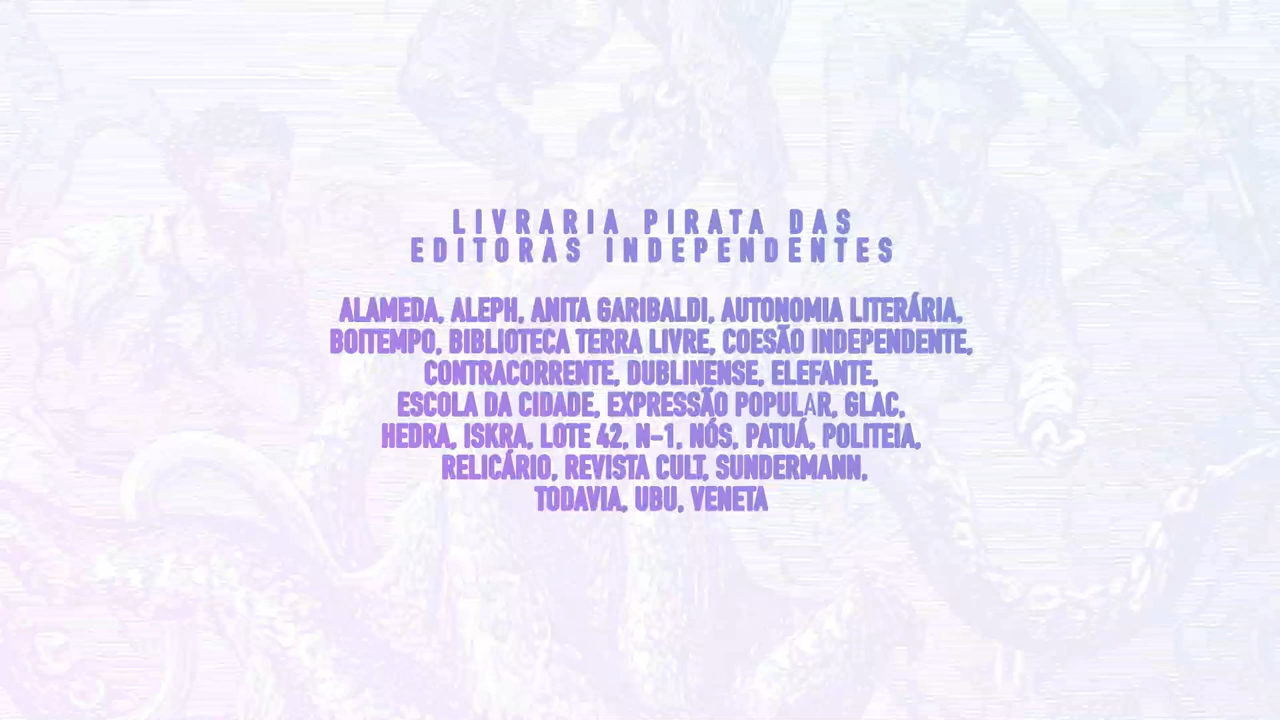 LIVRARIA PIRATA DAS
EDITORAS INDEPENDENTES
ALAMEDA, ALEPH, ANITA GARIBALDI, AUTONOMIA LITERÁRIA,
BOITEMPO, BIBLIOTECA TERRA LIVRE, COESÃO INDEPENDENTE,
CONTRACORRENTE, DUBLINENSE, ELEFANTE,
ESCOLA DA CIDADE, EXPRESSÃO POPULAR, GLAC,
HEDRA, ISKRA, LOTE 42, N-1, NÓS, PATUÁ, POLITEIA,
RELICÁRIO, REVISTA CULT, SUNDERMANN,
TODAVIA, UBU, VENETA